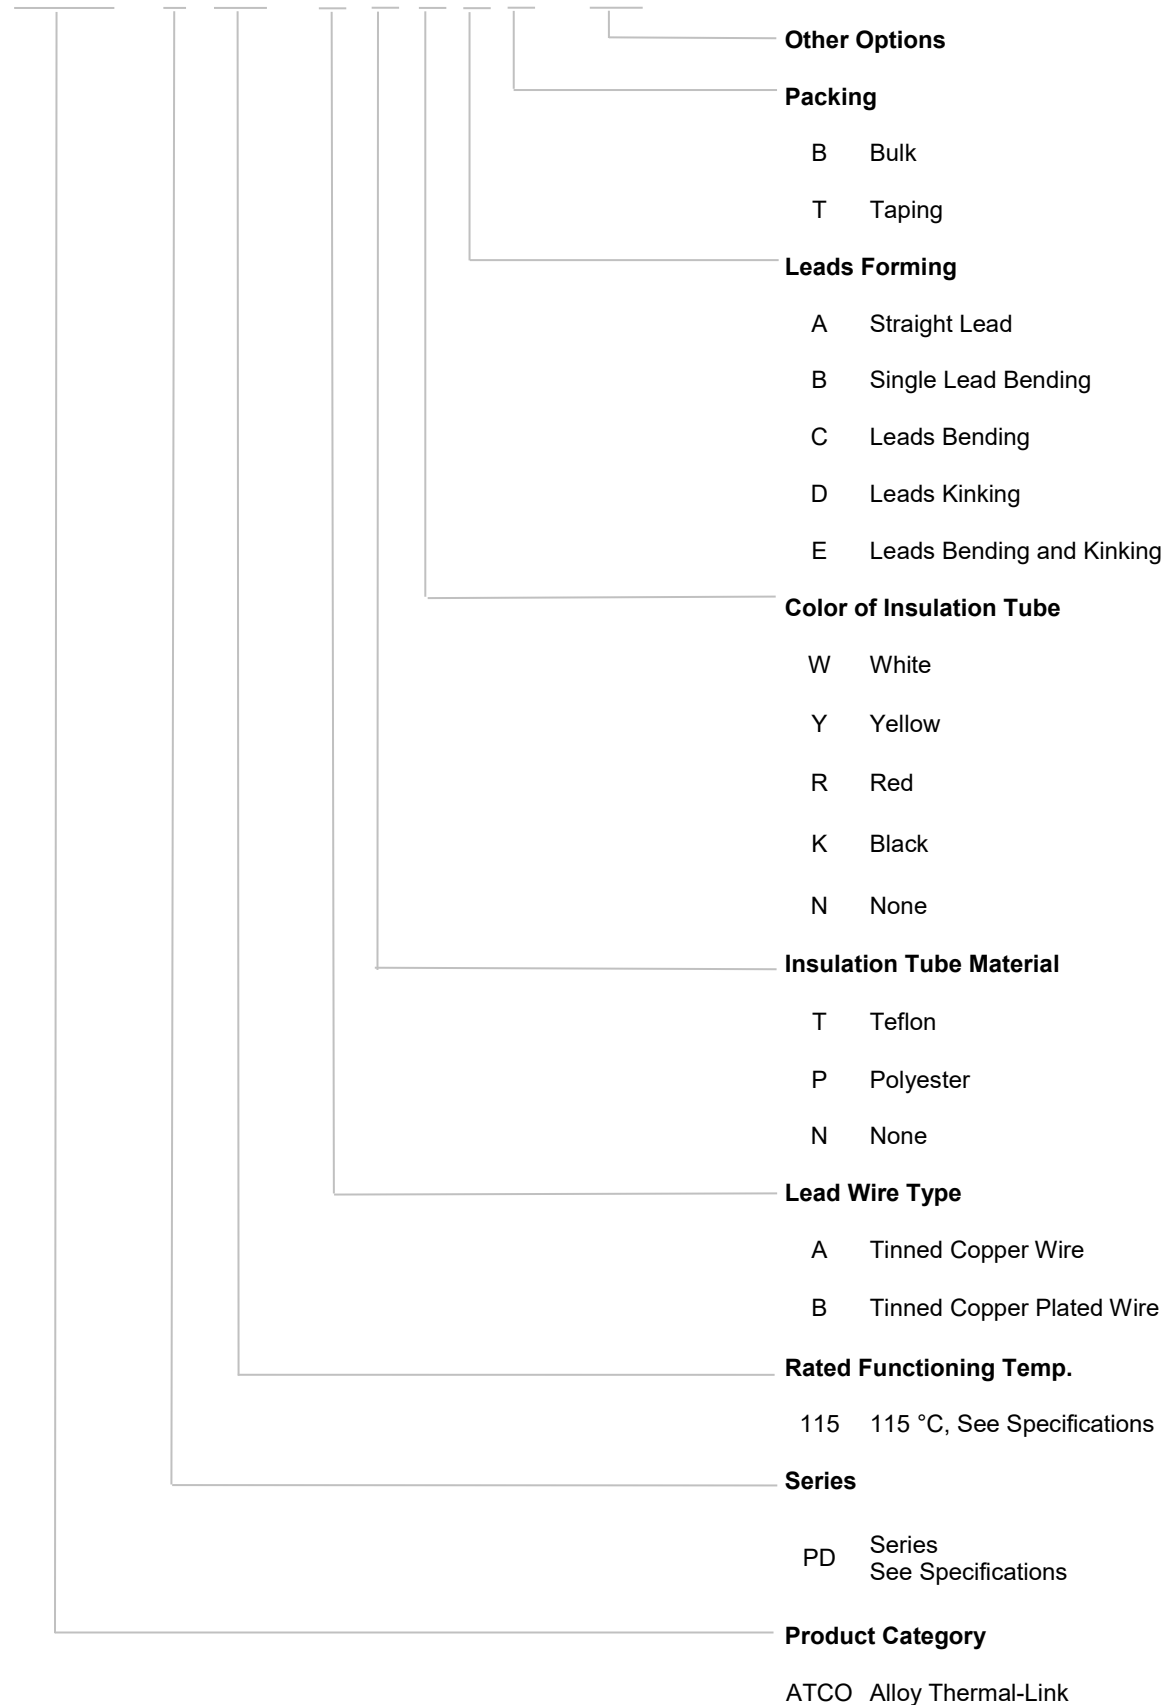 Other Options
Packing
B Bulk
T Taping
Leads Forming
A Straight Lead
B Single Lead Bending
C Leads Bending
D Leads Kinking
E Leads Bending and Kinking
Color of Insulation Tube
W White
Y Yellow
R Red
K Black
N None
Insulation Tube Material
T Teflon
P Polyester
N None
Lead Wire Type
A Tinned Copper Wire
B Tinned Copper Plated Wire
Rated Functioning Temp.
115 115 °C, See Specifications
Series
PD Series
See Specifications
Product Category
ATCO Alloy Thermal-Link